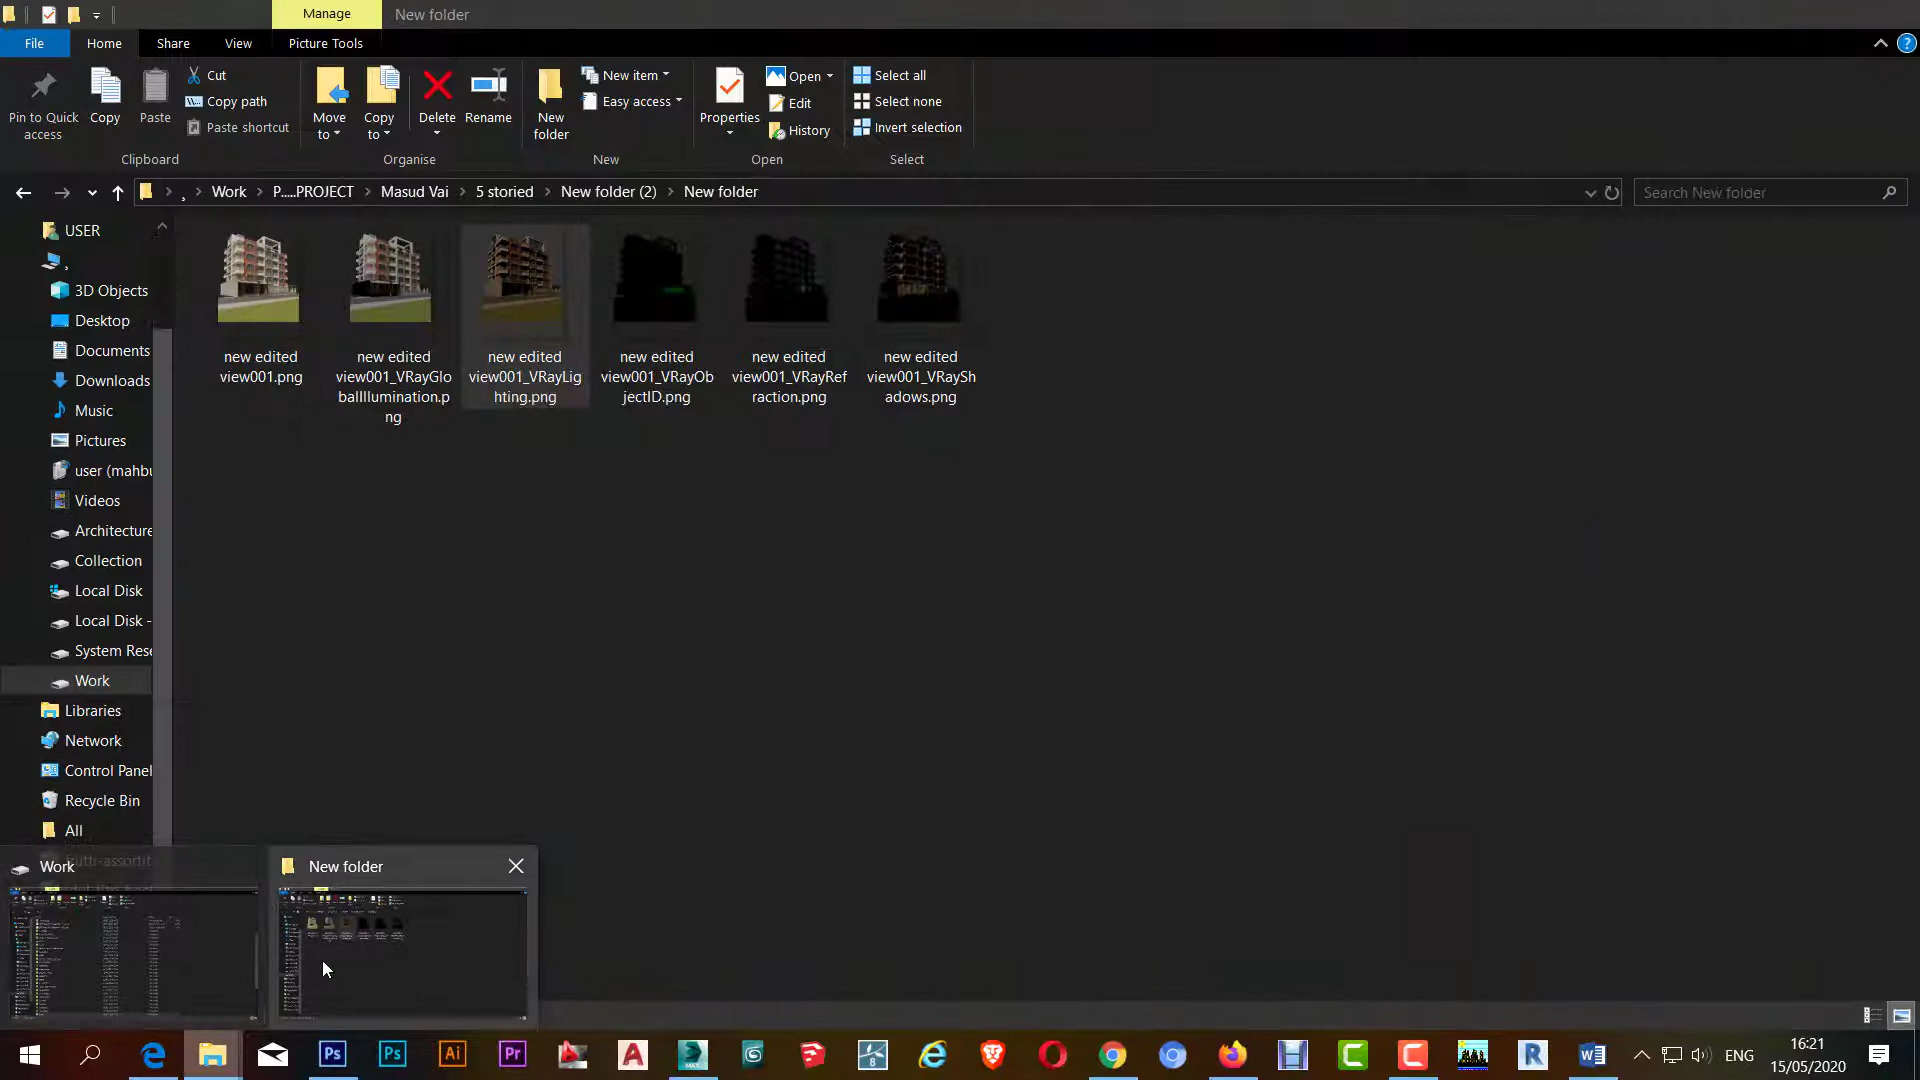 Manage
New folder
File
Home
Share
View
Picture Tools
Pin to Quick
access
Copy
Paste
Cut
Copy path
Paste shortcut
Clipboard
Move
to
Copy
to
Delete
Rename
Organise
New
folder
New item
Easy access
New
Properties
Open
Edit
History
Open
Select all
Select none
Invert selection
Select
, > Work > P.....PROJECT > Masud Vai > 5 storied > New folder (2) > New folder
Search New folder
USER
,
3D Objects
Desktop
Documents
Downloads
Music
Pictures
user (mahbu
Videos
Architecture
Collection
Local Disk
Local Disk -
System Rese
Work
Libraries
Network
Control Panel
Recycle Bin
All
new edited
view001.png
new edited
view001_VRayGlo
balIllumination.p
ng
new edited
view001_VRayLig
hting.png
new edited
view001_VRayOb
jectID.png
new edited
view001_VRayRef
raction.png
new edited
view001_VRaySh
adows.png
Work
New folder
Ps
Ps
Ai
Pr
MAX
8
R
ENG
16:21
15/05/2020